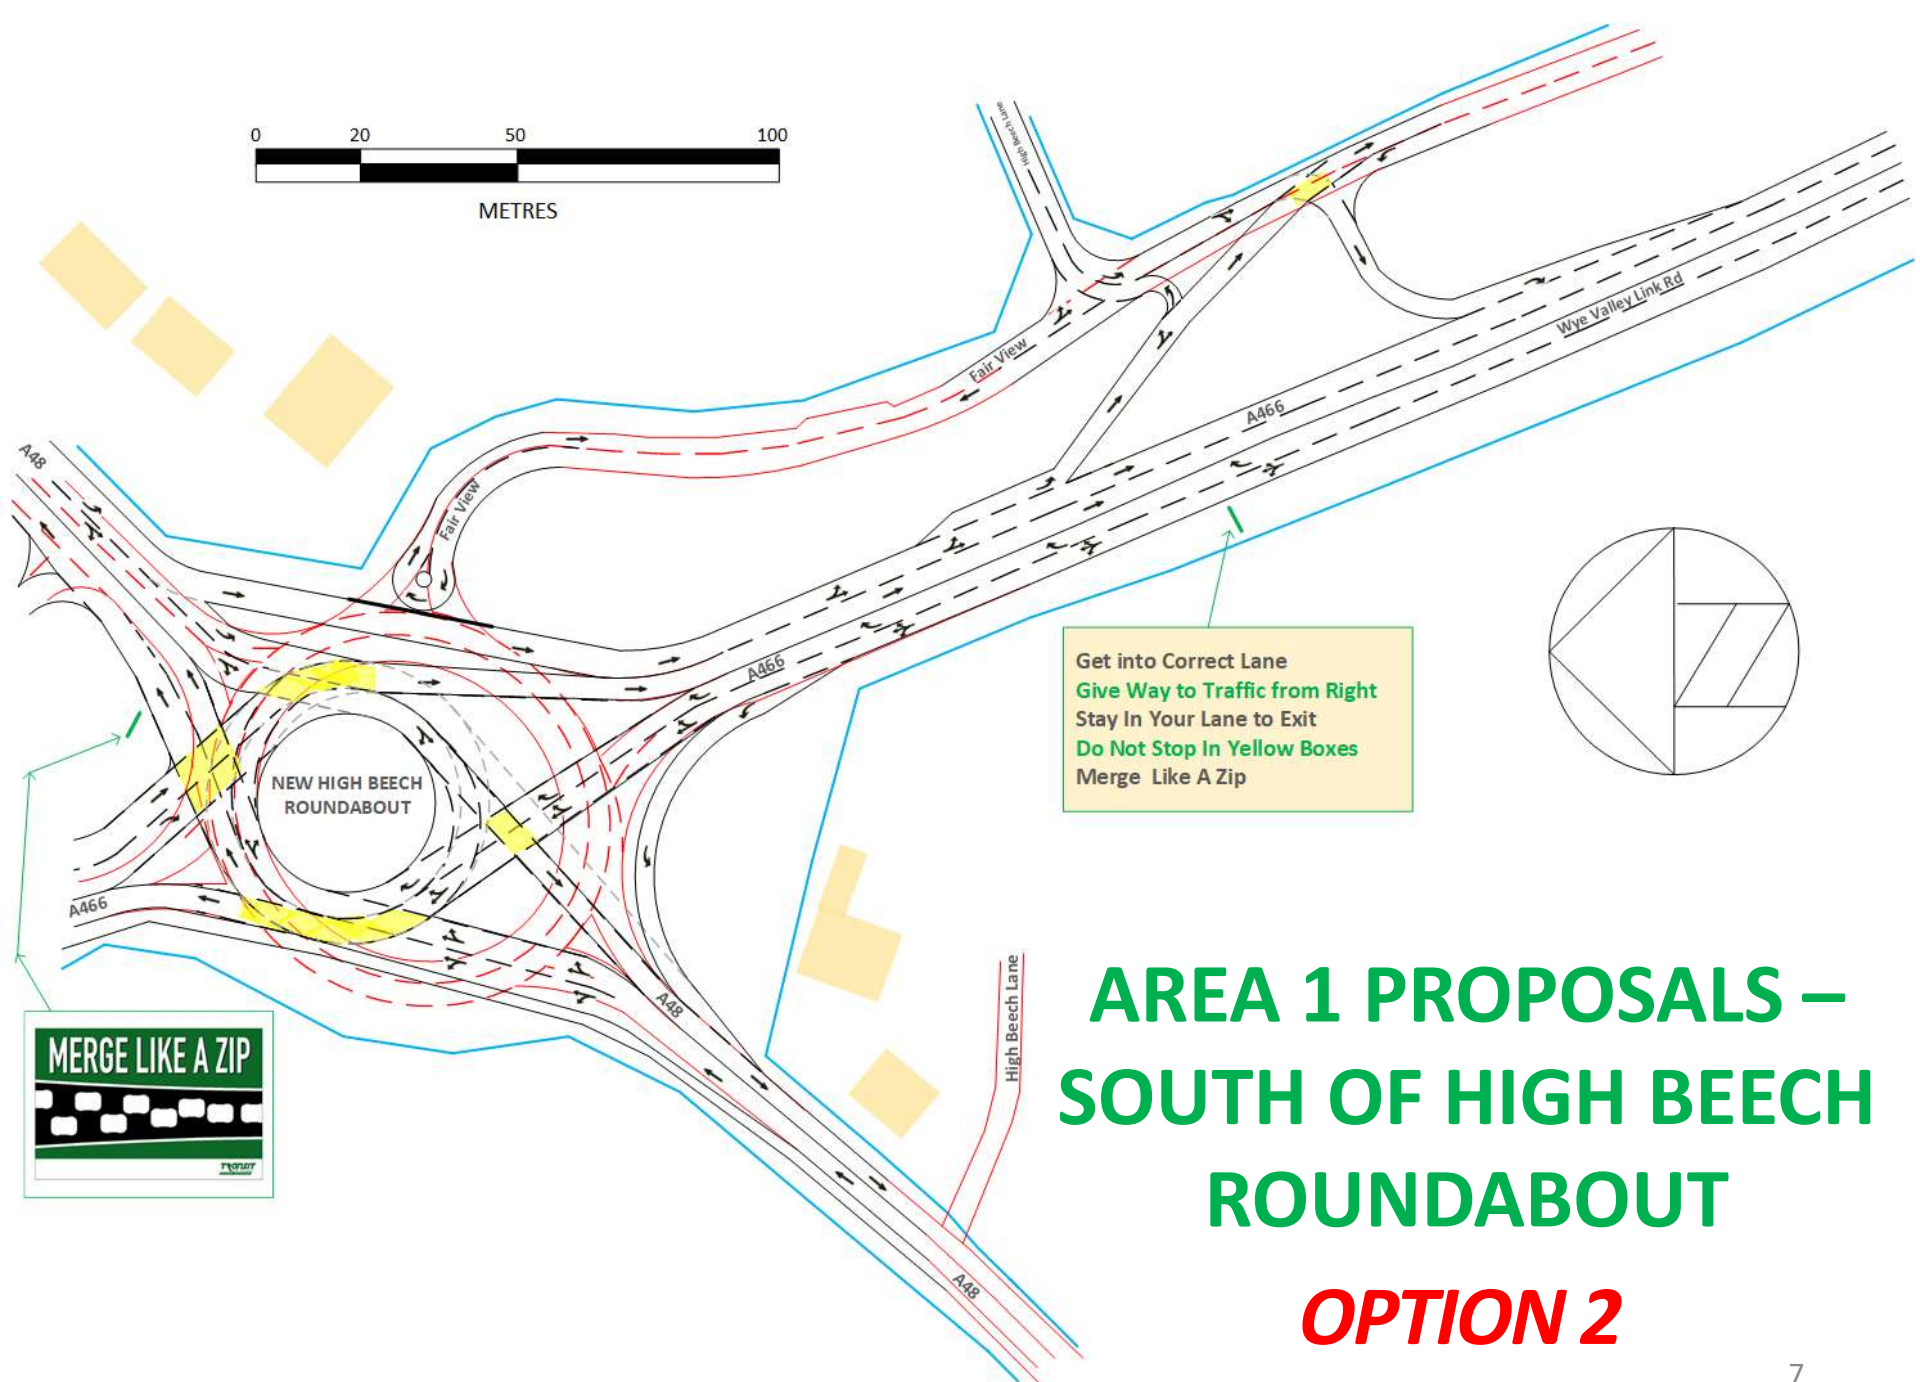 0 20 50 100
METRES
High Beech Lane
A48
Fair View
Fair View
A466
Wye Valley Link Rd
A466
Get into Correct Lane
Give Way to Traffic from Right
Stay In Your Lane to Exit
Do Not Stop In Yellow Boxes
Merge Like A Zip
NEW HIGH BEECH
ROUNDABOUT
A466
A48
High Beech Lane
MERGE LIKE A ZIP
TRANSIT
A48
AREA 1 PROPOSALS –
SOUTH OF HIGH BEECH
ROUNDABOUT
OPTION 2
7